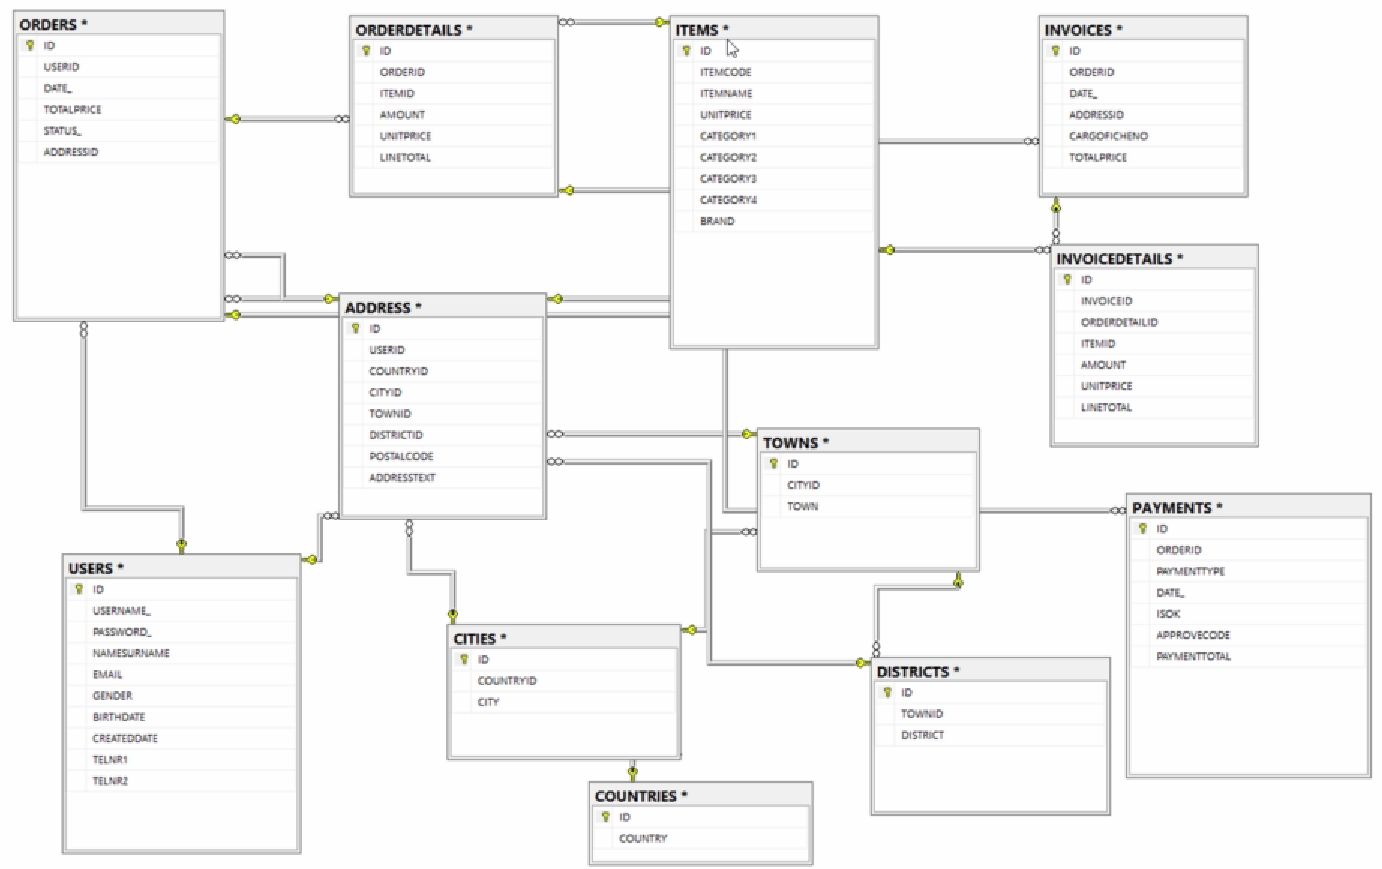 ORDERS *
ID
USERID
DATE_
TOTALPRICE
STATUS_
ADDRESSID
ORDERDETAILS *
ID
ORDERID
ITEMID
AMOUNT
UNITPRICE
LINETOTAL
ITEMS *
ID
ITEMCODE
ITEMNAME
UNITPRICE
CATEGORY1
CATEGORY2
CATEGORY3
CATEGORY4
BRAND
INVOICES *
ID
ORDERID
DATE_
ADDRESSID
CARGOFICHENO
TOTALPRICE
INVOICEDETAILS *
ID
INVOICEID
ORDERDETAILID
ITEMID
AMOUNT
UNITPRICE
LINETOTAL
ADDRESS *
ID
USERID
COUNTRYID
CITYID
TOWNID
DISTRICTID
POSTALCODE
ADDRESSTEXT
TOWNS *
ID
CITYID
TOWN
PAYMENTS *
ID
ORDERID
PAYMENTTYPE
DATE_
ISOK
APPROVECODE
PAYMENTTOTAL
USERS *
ID
USERNAME_
PASSWORD_
NAMESURNAME
EMAIL
GENDER
BIRTHDATE
CREATEDDATE
TELNR1
TELNR2
CITIES *
ID
COUNTRYID
CITY
DISTRICTS *
ID
TOWNID
DISTRICT
COUNTRIES *
ID
COUNTRY